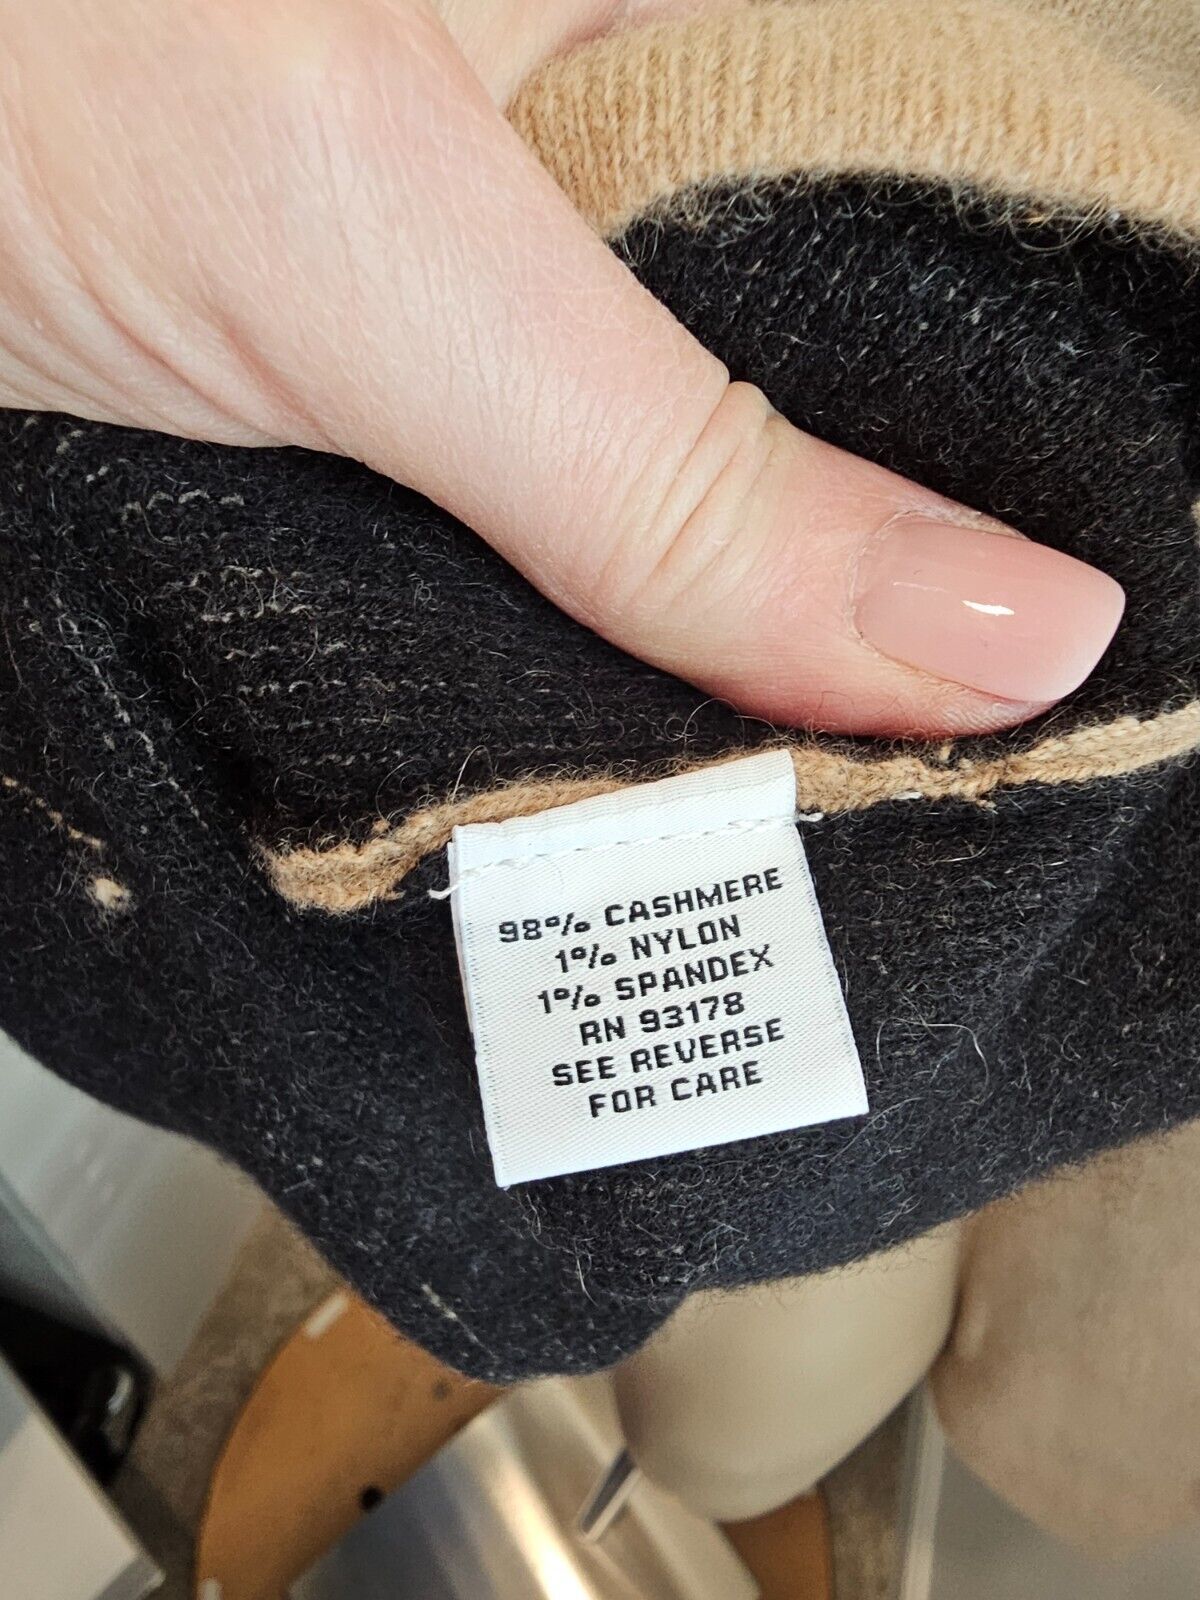 98% CASHMERE
1% NYLON
1% SPANDEX
RN 93178
SEE REVERSE
FOR CARE